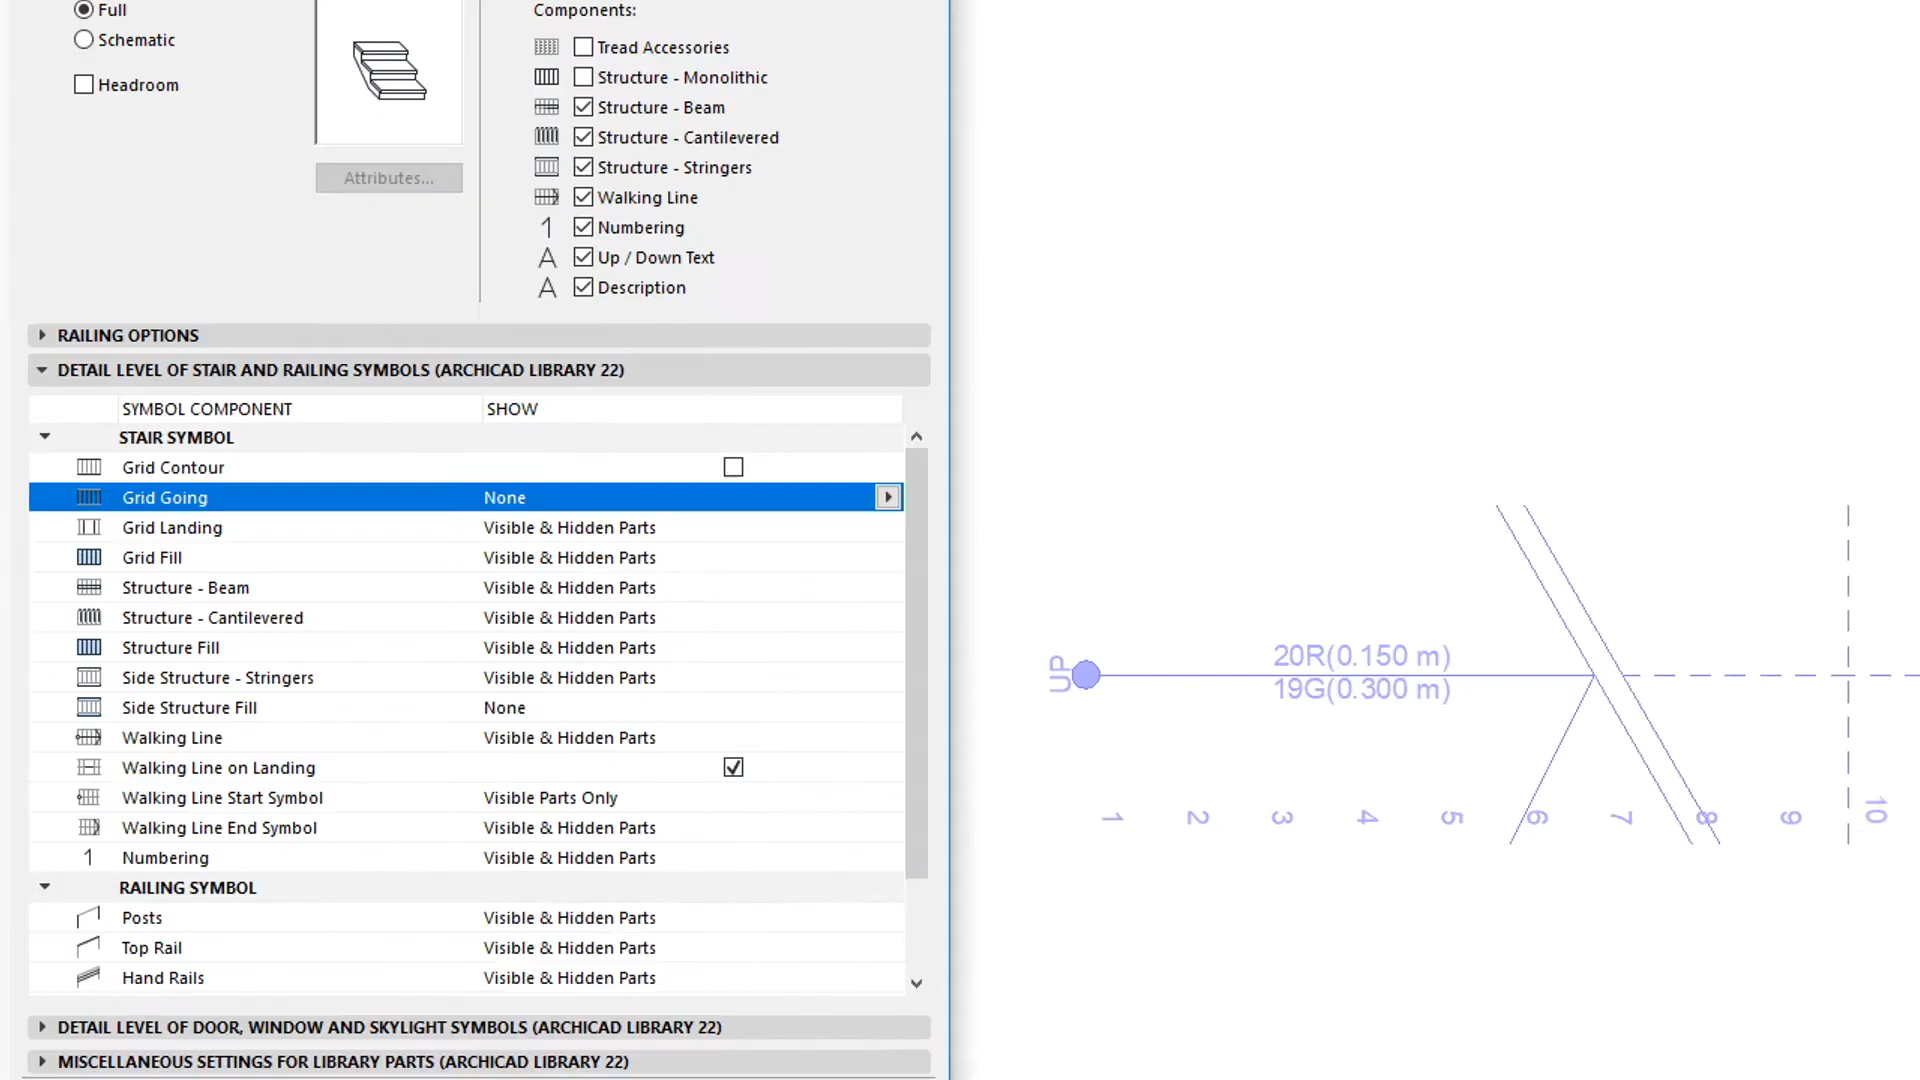 Full
Schematic
Headroom
Attributes...
Components:
Tread Accessories
Structure - Monolithic
Structure - Beam
Structure - Cantilevered
Structure - Stringers
Walking Line
Numbering
Up / Down Text
Description
RAILING OPTIONS
DETAIL LEVEL OF STAIR AND RAILING SYMBOLS (ARCHICAD LIBRARY 22)
SYMBOL COMPONENT SHOW
STAIR SYMBOL
Grid Contour
Grid Going None
Grid Landing Visible & Hidden Parts
Grid Fill Visible & Hidden Parts
Structure - Beam Visible & Hidden Parts
Structure - Cantilevered Visible & Hidden Parts
Structure Fill Visible & Hidden Parts
Side Structure - Stringers Visible & Hidden Parts
Side Structure Fill None
Walking Line Visible & Hidden Parts
Walking Line on Landing
Walking Line Start Symbol Visible Parts Only
Walking Line End Symbol Visible & Hidden Parts
Numbering Visible & Hidden Parts
RAILING SYMBOL
Posts Visible & Hidden Parts
Top Rail Visible & Hidden Parts
Hand Rails Visible & Hidden Parts
DETAIL LEVEL OF DOOR, WINDOW AND SKYLIGHT SYMBOLS (ARCHICAD LIBRARY 22)
MISCELLANEOUS SETTINGS FOR LIBRARY PARTS (ARCHICAD LIBRARY 22)
UP
20R(0.150 m)
19G(0.300 m)
1 2 3 4 5 6 7 8 9 10